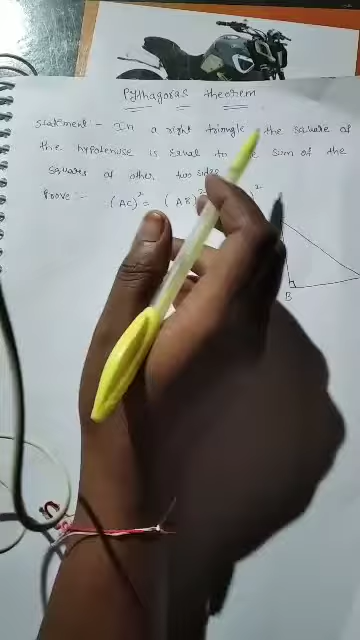 Pythagoras theorem
Statement :- In a right triangle the square of
the hypotenuse is equal to sum of the
squares of other two sides
Prove :- (AC)² = (AB)² ²
B